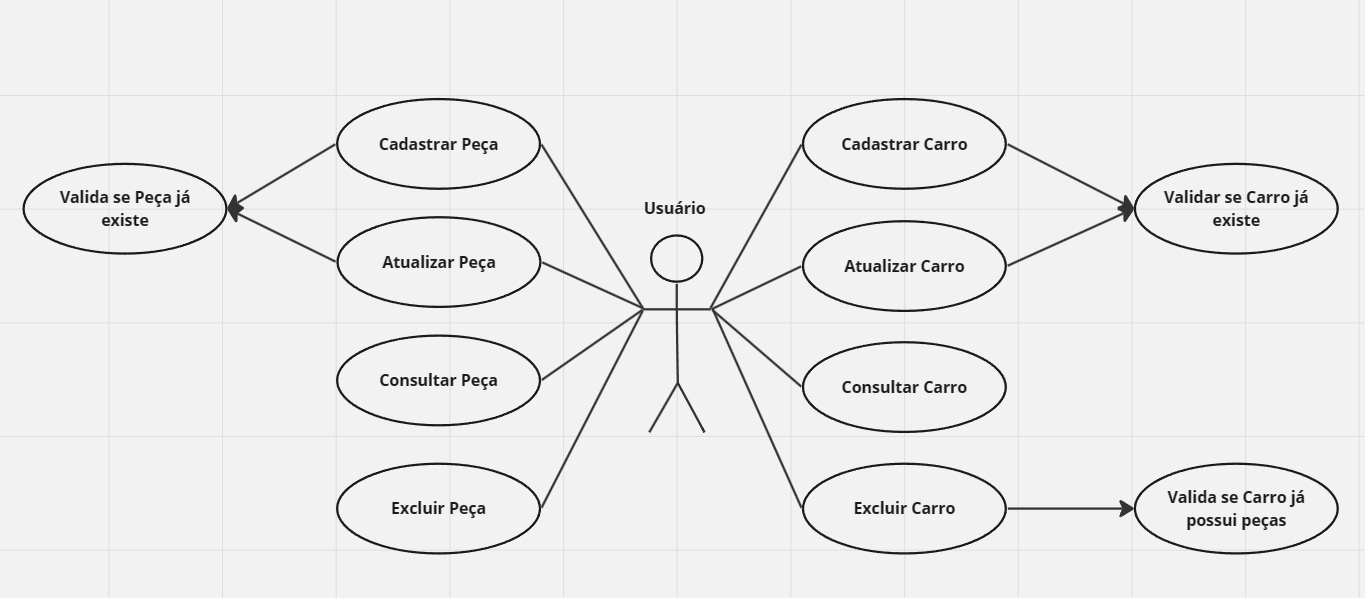 Cadastrar Peça
Cadastrar Carro
Valida se Peça já
existe
Usuário
Validar se Carro já
existe
Atualizar Peça
Atualizar Carro
Consultar Peça
Consultar Carro
Excluir Peça
Excluir Carro
Valida se Carro já
possui peças